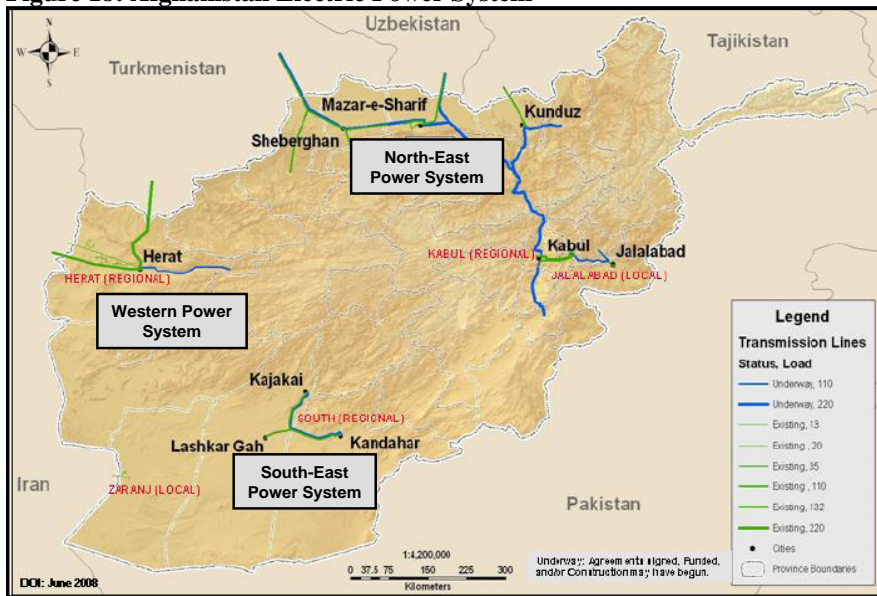 Figure 18: Afghanistan Electric Power System
N
W
E
S
Uzbekistan
Tajikistan
Turkmenistan
Mazar-e-Sharif
Kunduz
Sheberghan
North-East
Power System
Herat
KABUL (REGIONAL)
Kabul
Jalalabad
HERAT (REGIONAL)
JALALABAD (LOCAL)
Western Power
System
Legend
Transmission Lines
Status, Load
Underway, 110
Underway, 220
Existing, 13
Existing , 20
Existing, 35
Existing , 110
Existing, 132
Existing, 220
Cities
Province Boundaries
Kajakai
SOUTH (REGIONAL)
Lashkar Gah
Kandahar
South-East
Power System
Iran
ZARANJ (LOCAL)
Pakistan
1:4,200,000
0 37.5 75 150 225 300
Kilometers
Underway: Agreements signed, Funded,
and/or Construction may have begun.
DOI: June 2008